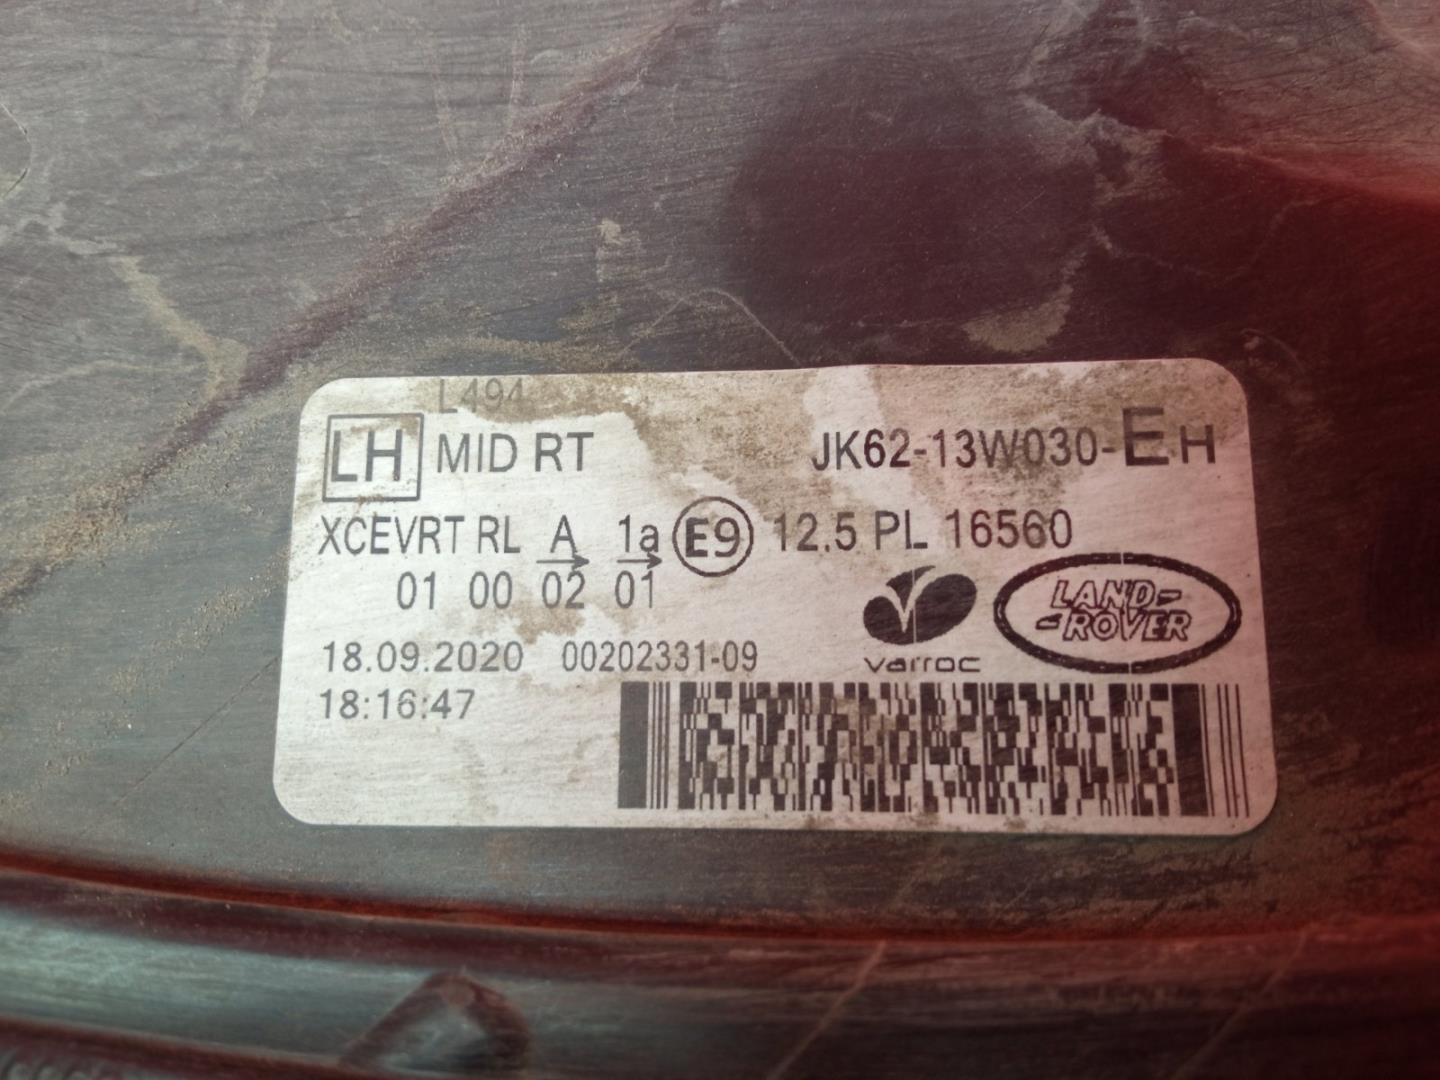 L494
LH MID RT JK62-13W030-EH
XCEVRT RL A 1a E9 12.5 PL 16560
01 00 02 01
LAND-
-ROVER
varroc
18.09.2020 00202331-09
18:16:47